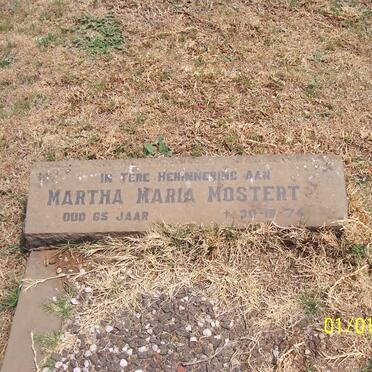 IN TERE HERINNERING AAN
MARTHA MARIA MOSTERT
OUD 65 JAAR
01/01